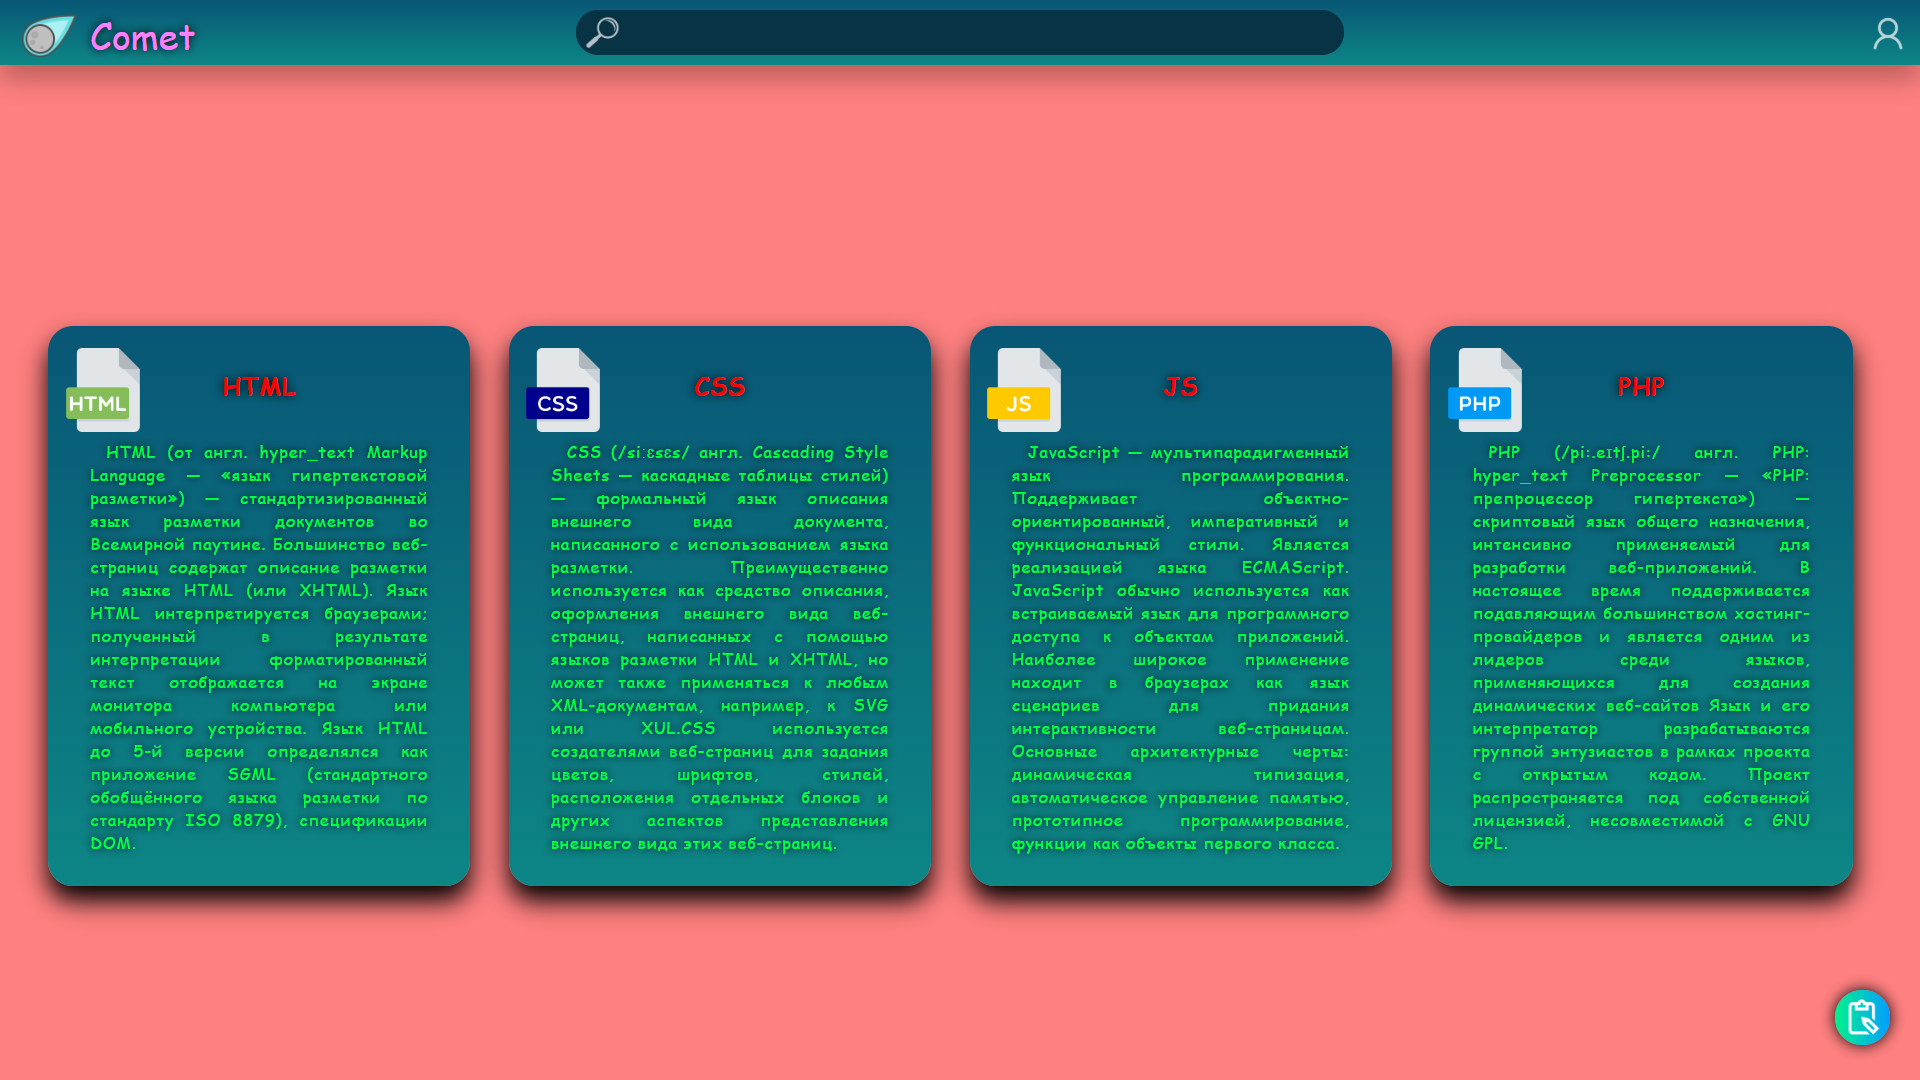 Comet
HTML
HTML
HTML (от англ. hyper_text Markup
Language — «язык гипертекстовой
разметки») — стандартизированный
язык разметки документов во
Всемирной паутине. Большинство веб-
страниц содержат описание разметки
на языке HTML (или XHTML). Язык
HTML интерпретируется браузерами;
полученный в результате
интерпретации форматированный
текст отображается на экране
монитора компьютера или
мобильного устройства. Язык HTML
до 5-й версии определялся как
приложение SGML (стандартного
обобщённого языка разметки по
стандарту ISO 8879), спецификации
DOM.
CSS
CSS
CSS (/siːɛsɛs/ англ. Cascading Style
Sheets — каскадные таблицы стилей)
— формальный язык описания
внешнего вида документа,
написанного с использованием языка
разметки. Преимущественно
используется как средство описания,
оформления внешнего вида веб-
страниц, написанных с помощью
языков разметки HTML и XHTML, но
может также применяться к любым
XML-документам, например, к SVG
или XUL.CSS используется
создателями веб-страниц для задания
цветов, шрифтов, стилей,
расположения отдельных блоков и
других аспектов представления
внешнего вида этих веб-страниц.
JS
JS
JavaScript — мультипарадигменный
язык программирования.
Поддерживает объектно-
ориентированный, императивный и
функциональный стили. Является
реализацией языка ECMAScript.
JavaScript обычно используется как
встраиваемый язык для программного
доступа к объектам приложений.
Наиболее широкое применение
находит в браузерах как язык
сценариев для придания
интерактивности веб-страницам.
Основные архитектурные черты:
динамическая типизация,
автоматическое управление памятью,
прототипное программирование,
функции как объекты первого класса.
PHP
PHP
PHP (/pi:.eɪtʃ.pi:/ англ. PHP:
hyper_text Preprocessor — «PHP:
препроцессор гипертекста») —
скриптовый язык общего назначения,
интенсивно применяемый для
разработки веб-приложений. В
настоящее время поддерживается
подавляющим большинством хостинг-
провайдеров и является одним из
лидеров среди языков,
применяющихся для создания
динамических веб-сайтов Язык и его
интерпретатор разрабатываются
группой энтузиастов в рамках проекта
с открытым кодом. Проект
распространяется под собственной
лицензией, несовместимой с GNU
GPL.